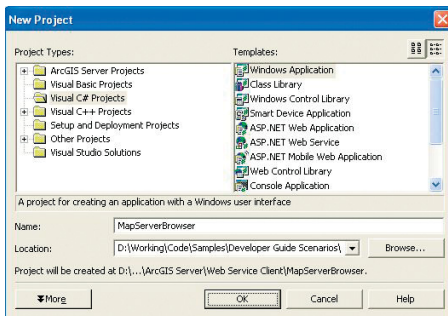 New Project
Project Types:
Templates:
ArcGIS Server Projects
Visual Basic Projects
Visual C# Projects
Visual C++ Projects
Setup and Deployment Projects
Other Projects
Visual Studio Solutions
Windows Application
Class Library
Windows Control Library
Smart Device Application
ASP.NET Web Application
ASP.NET Web Service
ASP.NET Mobile Web Application
Web Control Library
Console Application
A project for creating an application with a Windows user interface
Name:
MapServerBrowser
Location:
D:\Working\Code\Samples\Developer Guide Scenarios\
Browse...
Project will be created at D:\...\ArcGIS Server\Web Service Client\MapServerBrowser.
More
OK
Cancel
Help